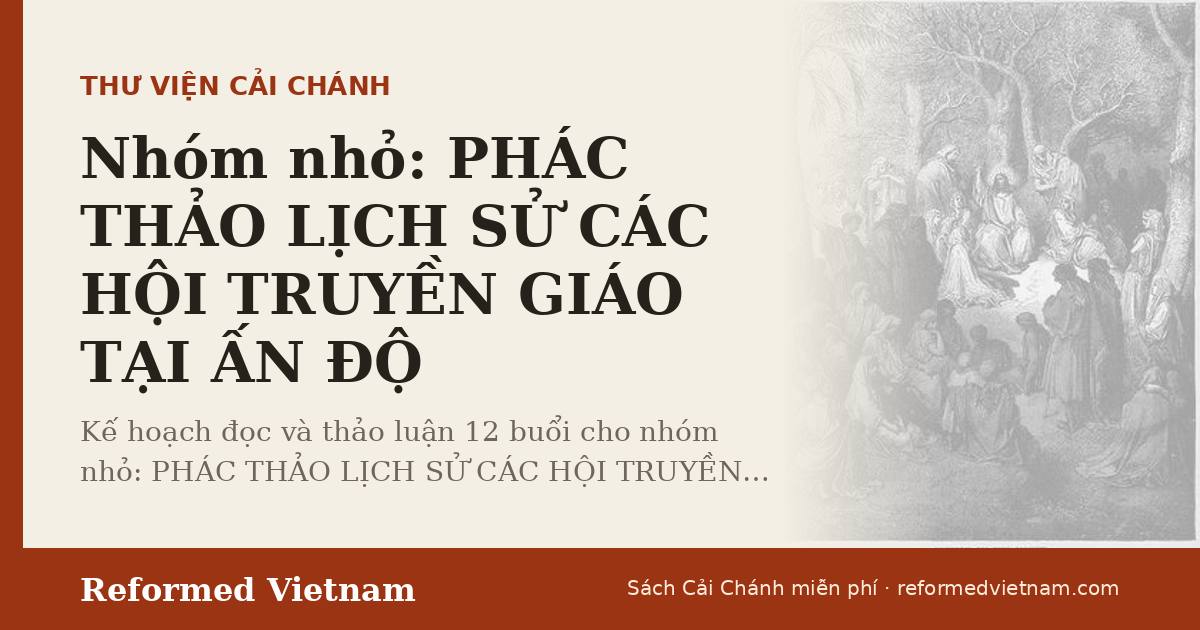 THƯ VIỆN CẢI CHÁNH
Nhóm nhỏ: PHÁC
THẢO LỊCH SỬ CÁC
HỘI TRUYỀN GIÁO
TẠI ẤN ĐỘ
Kế hoạch đọc và thảo luận 12 buổi cho nhóm
nhỏ: PHÁC THẢO LỊCH SỬ CÁC HỘI TRUYỀN...
Reformed Vietnam
Sách Cải Chánh miễn phí · reformedvietnam.com